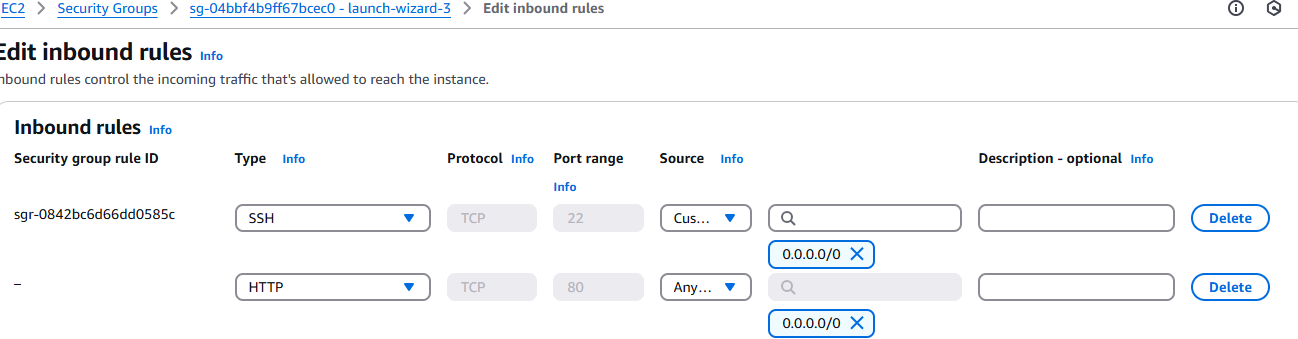 EC2 > Security Groups > sg-04bbf4b9ff67bcec0 - launch-wizard-3 > Edit inbound rules
Edit inbound rules Info
nbound rules control the incoming traffic that's allowed to reach the instance.
Inbound rules Info
Security group rule ID Type Info Protocol Info Port range Source Info Description - optional Info
Info
sgr-0842bc6d66dd0585c SSH TCP 22 Cus... Delete
0.0.0.0/0
– HTTP TCP 80 Any... Delete
0.0.0.0/0